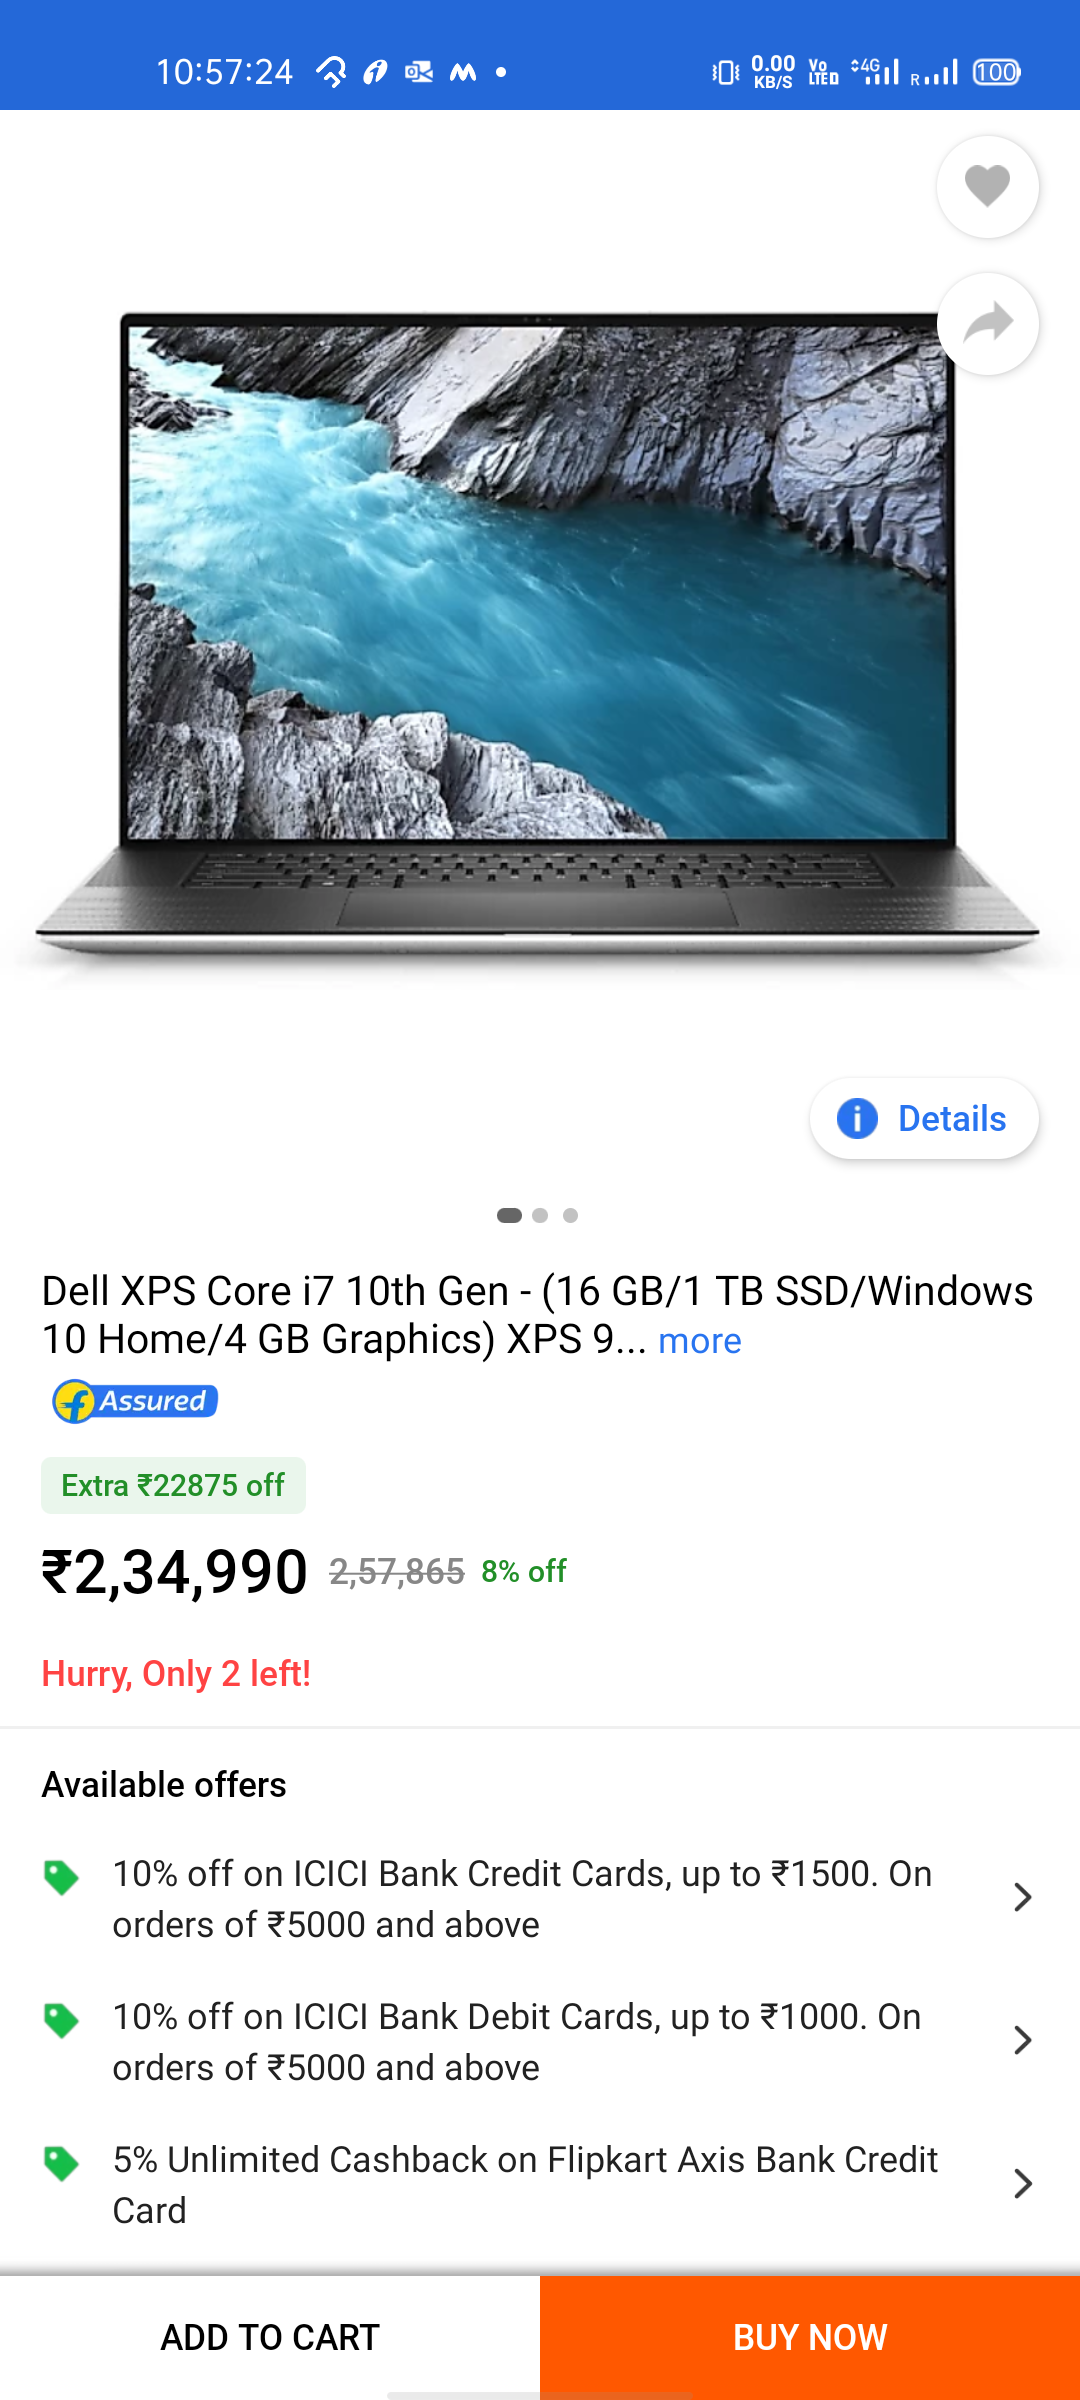 10:57:24 0.00 KB/S Vo LTE 4G R 100
Details
Dell XPS Core i7 10th Gen - (16 GB/1 TB SSD/Windows
10 Home/4 GB Graphics) XPS 9... more
f Assured
Extra ₹22875 off
₹2,34,990 2,57,865 8% off
Hurry, Only 2 left!
Available offers
10% off on ICICI Bank Credit Cards, up to ₹1500. On
orders of ₹5000 and above
10% off on ICICI Bank Debit Cards, up to ₹1000. On
orders of ₹5000 and above
5% Unlimited Cashback on Flipkart Axis Bank Credit
Card
ADD TO CART BUY NOW